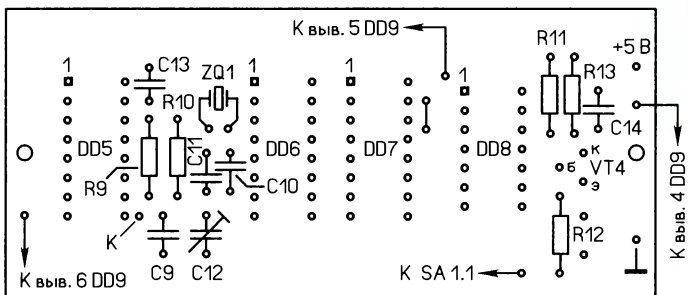 К выв. 5 DD9
R11
+5 В
1
C13
ZQ1
1
1
1
R13
R10
C14
DD5
C11
DD6
DD7
DD8
К
VT4
Б
Э
R9
C10
К
R12
К выв. 4 DD9
К выв. 6 DD9
C9
C12
К SA 1.1